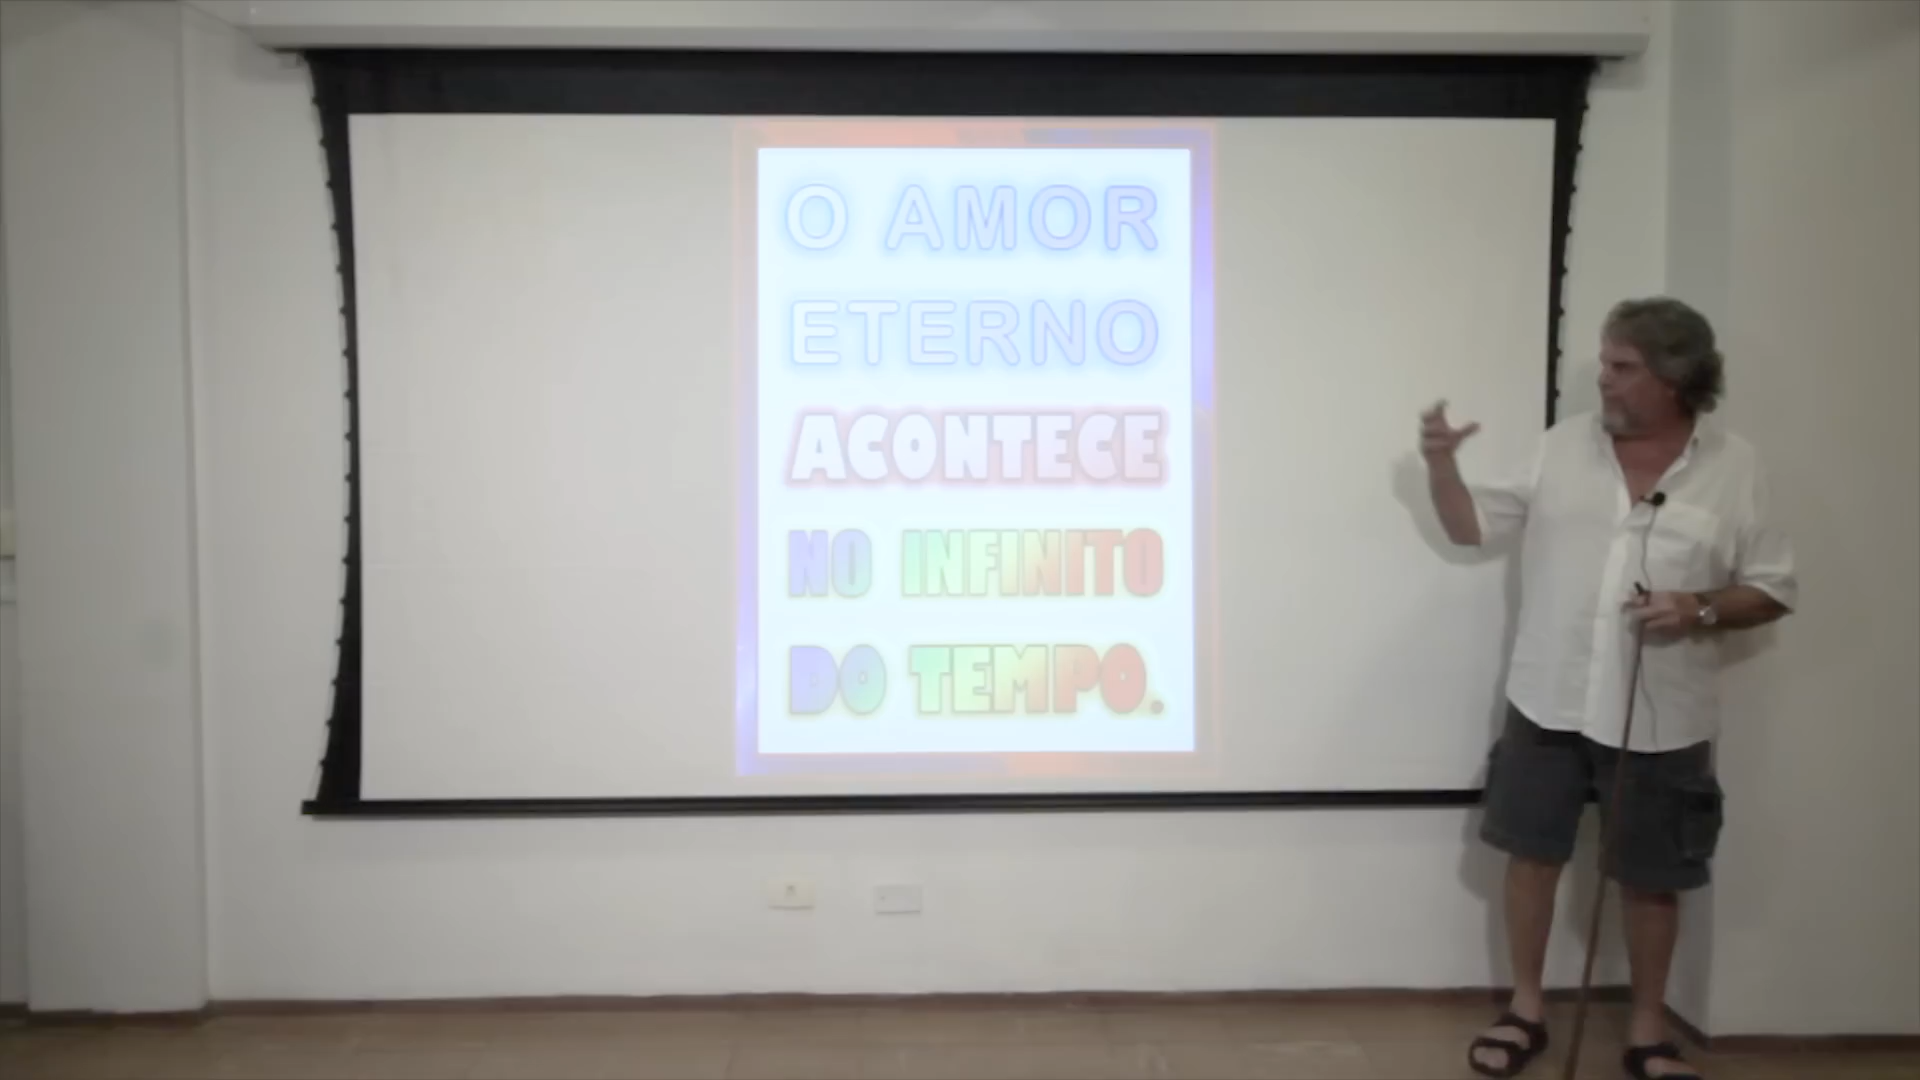 O AMOR
ETERNO
ACONTECE
NO INFINITO
DO TEMPO.